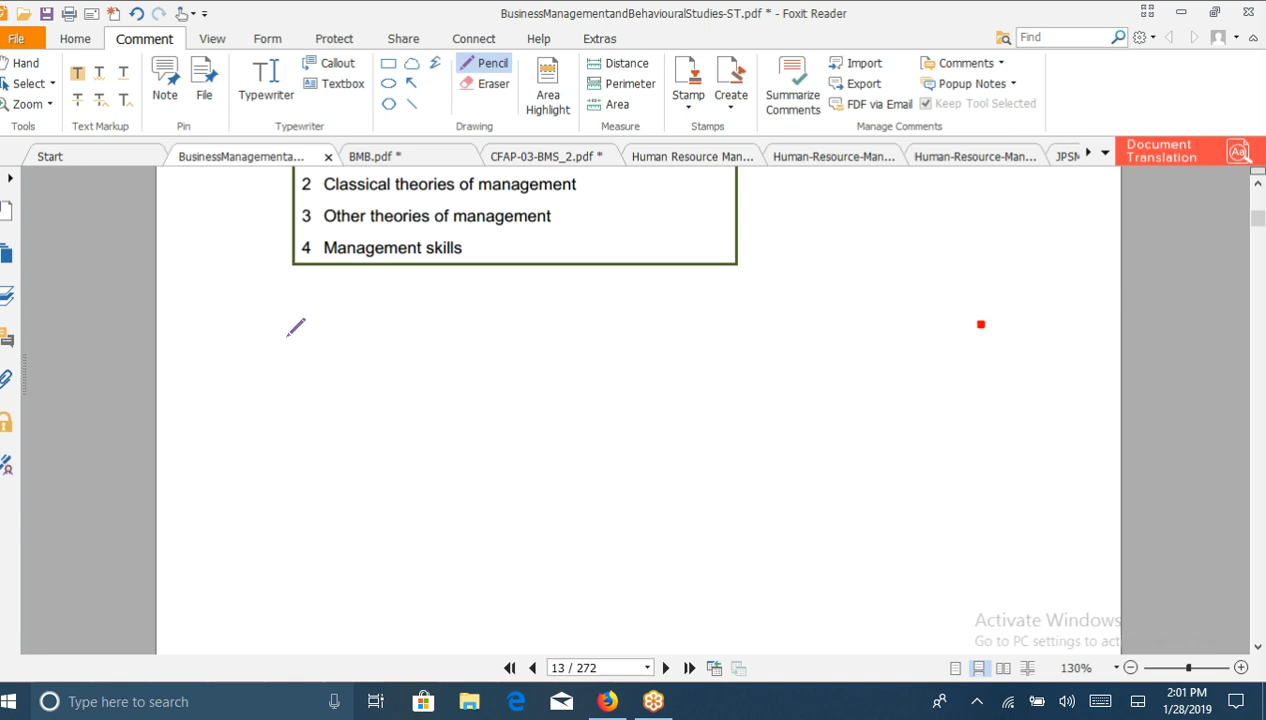 BusinessManagementandBehaviouralStudies-ST.pdf * - Foxit Reader
File Home Comment View Form Protect Share Connect Help Extras
Find
Hand
Select
Zoom
Tools
Text Markup
Note
File
Pin
Typewriter
Callout
Textbox
Typewriter
Pencil
Eraser
Drawing
Area
Highlight
Distance
Perimeter
Area
Measure
Stamp
Create
Stamps
Summarize
Comments
Import
Export
FDF via Email
Comments
Popup Notes
Keep Tool Selected
Manage Comments
Start
BusinessManagementa...
BMB.pdf *
CFAP-03-BMS_2.pdf *
Human Resource Man...
Human-Resource-Man...
Human-Resource-Man...
JPSM
Document
Translation
2 Classical theories of management
3 Other theories of management
4 Management skills
Activate Windows
Go to PC settings to act
13 / 272
130%
Type here to search
2:01 PM
1/28/2019